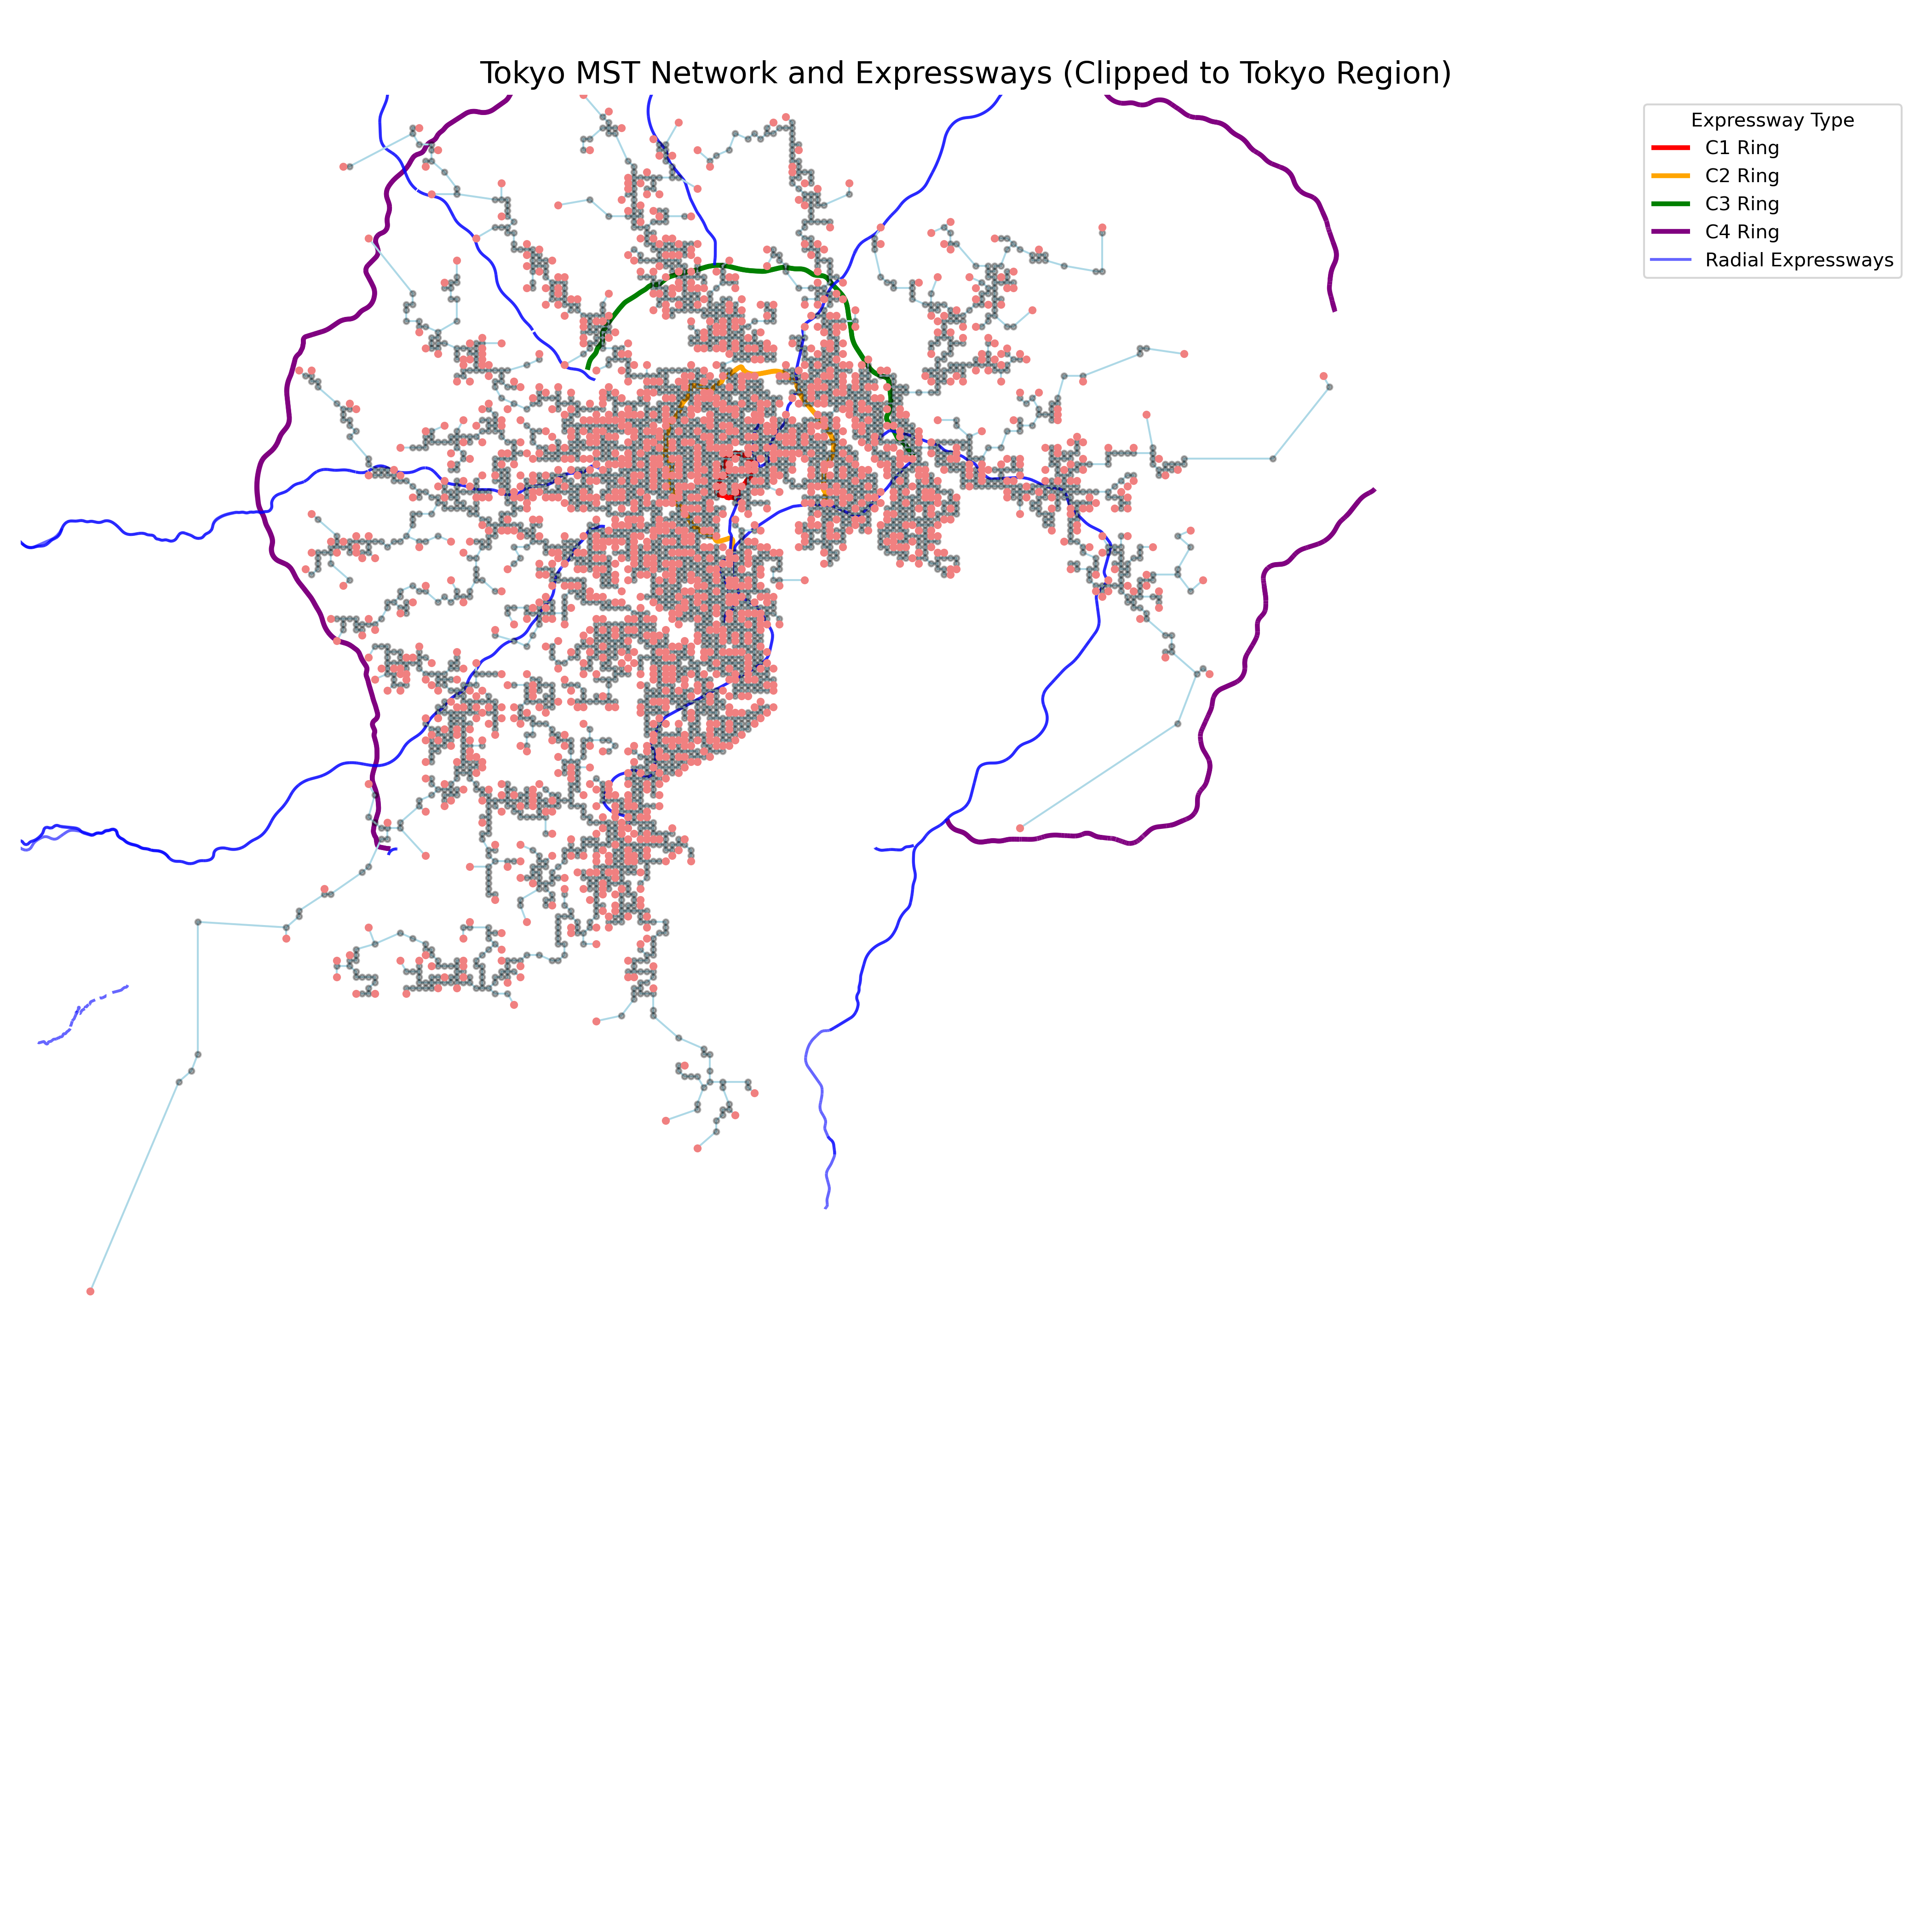 Tokyo MST Network and Expressways (Clipped to Tokyo Region)
Expressway Type
C1 Ring
C2 Ring
C3 Ring
C4 Ring
Radial Expressways